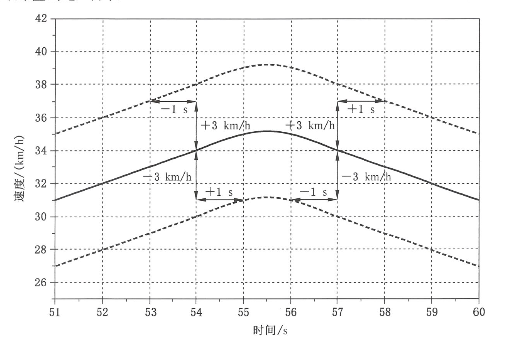 42
40
38
36
34
32
30
28
26
速度/(km/h)
－1 s
＋1 s
＋3 km/h
＋3 km/h
－3 km/h
－3 km/h
＋1 s
－1 s
51 52 53 54 55 56 57 58 59 60
时间/s